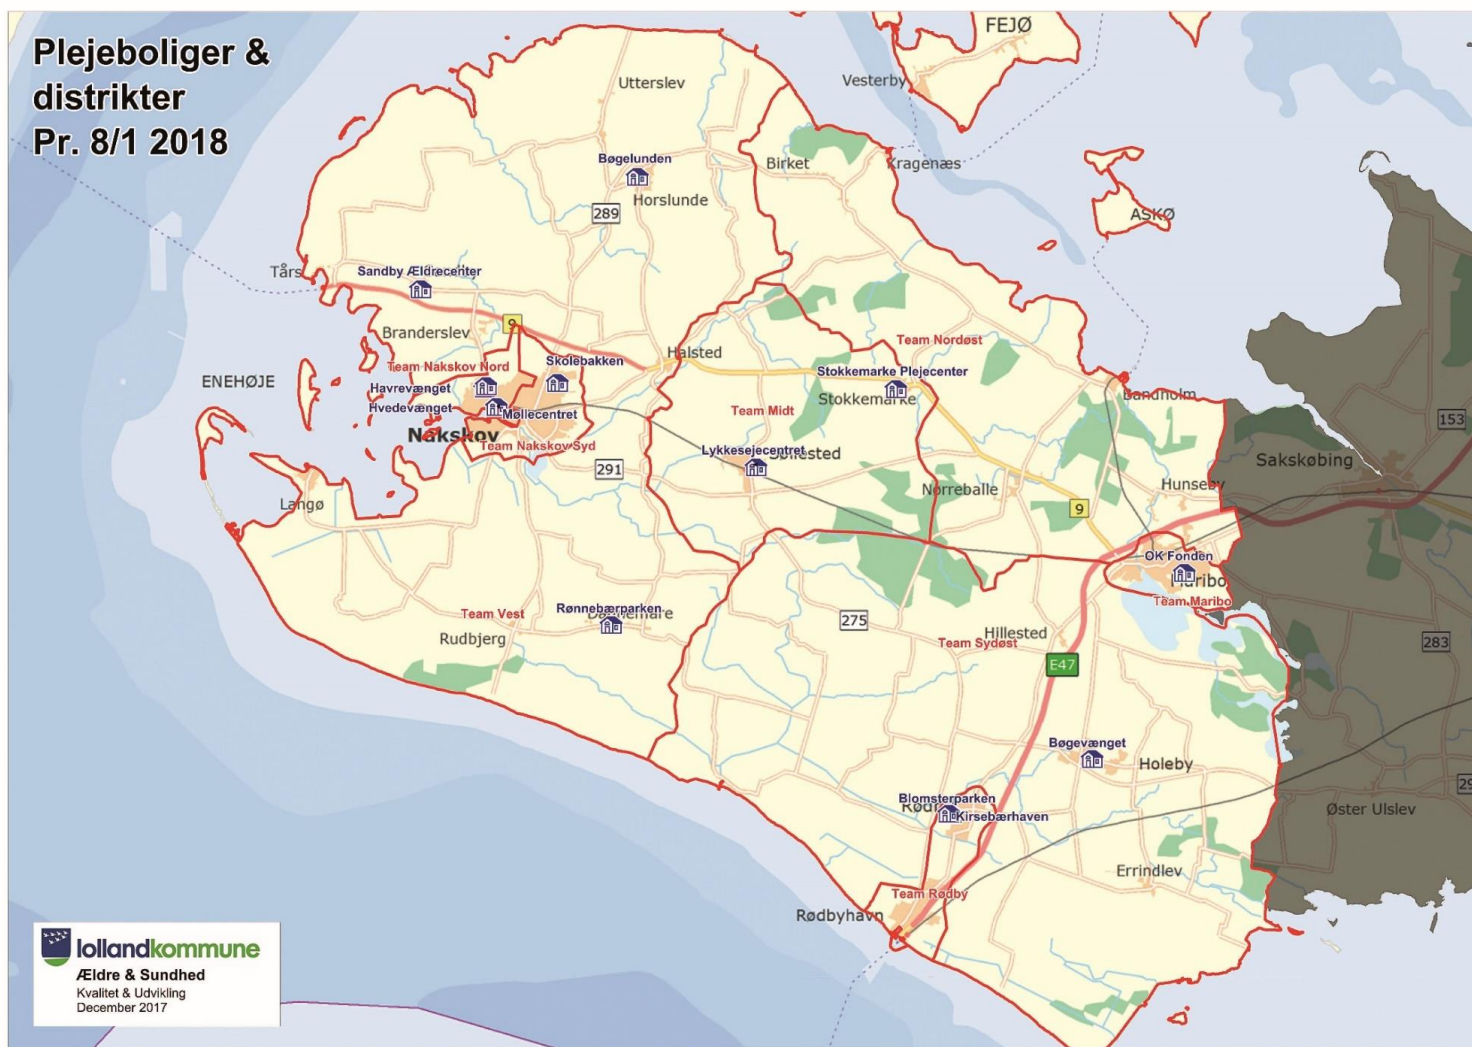 Plejeboliger &
distrikter
Pr. 8/1 2018
FEJØ
Vesterby
Utterslev
Bøgelunden
Horslunde
289
Birket
Kragenæs
ASKØ
Tårs
Sandby Ældrecenter
Branderslev
9
Team Nakskov Nord
Skolebakken
Halsted
Team Nordøst
ENEHØJE
Havrevænget
Hvedevænget
Møllecentret
Nakskov
Team Nakskov Syd
291
Stokkemarke Plejecenter
Stokkemarke
Team Midt
Bandholm
153
Lykkesejecentret
Søllested
Sakskøbing
Langø
Nørreballe
Hunseby
9
OK Fonden
Maribo
Team Maribo
Team Vest
Rudbjerg
Rønnebærparken
Dannemare
275
Team Sydøst
Hillested
283
E47
Bøgevænget
Holeby
Blomsterparken
Kirsebærhaven
Øster Ulslev
Errindlev
Team Rødby
Rødbyhavn
lollandkommune
Ældre & Sundhed
Kvalitet & Udvikling
December 2017